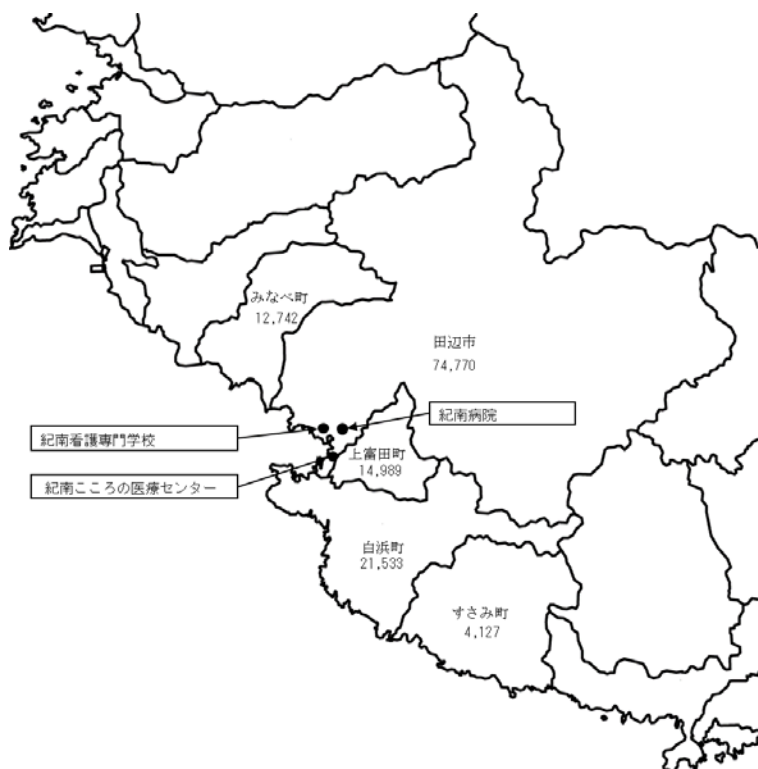 みなべ町
12,742
田辺市
74,770
紀南病院
紀南看護専門学校
上富田町
14,989
紀南こころの医療センター
白浜町
21,533
すさみ町
4,127